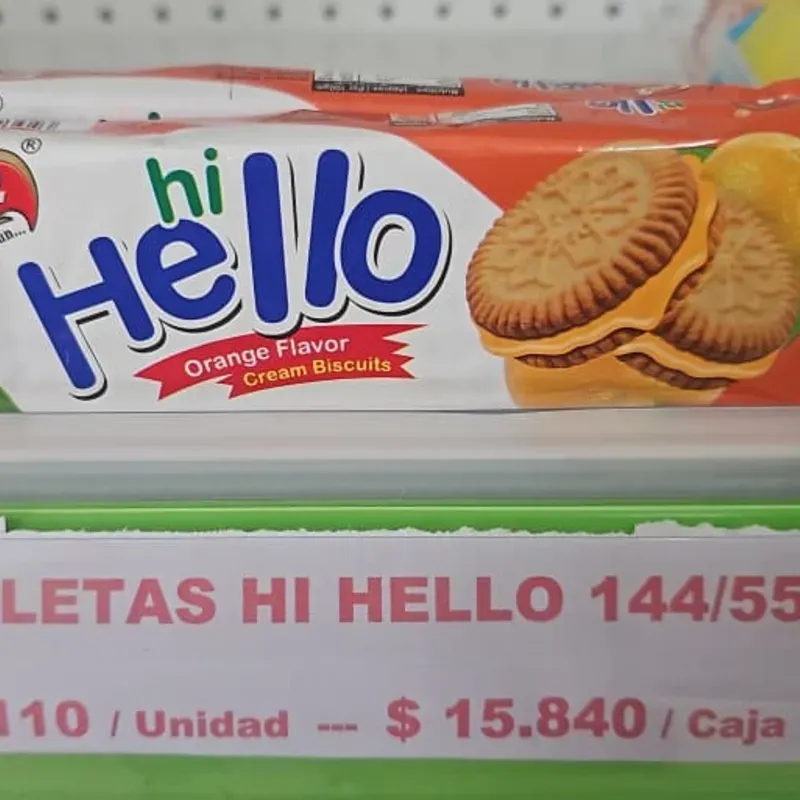 hi
Hello
®
Orange Flavor
Cream Biscuits
LETAS HI HELLO 144/55
110 / Unidad --- $ 15.840 / Caja